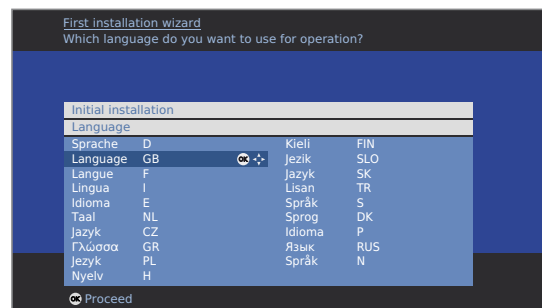 First installation wizard
Which language do you want to use for operation?
Initial installation
Language
Sprache D Kieli FIN
Language GB OK Jezik SLO
Langue F Jazyk SK
Lingua I Lisan TR
Idioma E Språk S
Taal NL Sprog DK
Jazyk CZ Idioma P
Γλώσσα GR Язык RUS
Jezyk PL Språk N
Nyelv H
OK Proceed